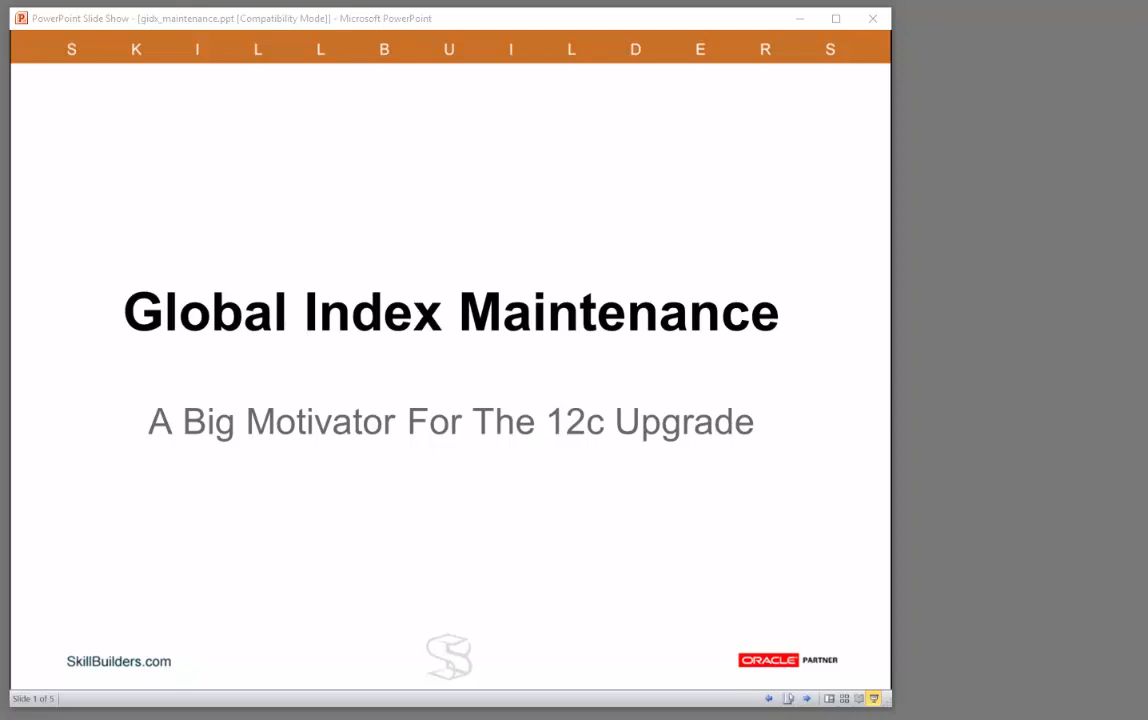 PowerPoint Slide Show - [gidx_maintenance.ppt [Compatibility Mode]] - Microsoft PowerPoint
S K I L L B U I L D E R S
Global Index Maintenance
A Big Motivator For The 12c Upgrade
SkillBuilders.com
ORACLE PARTNER
Slide 1 of 5